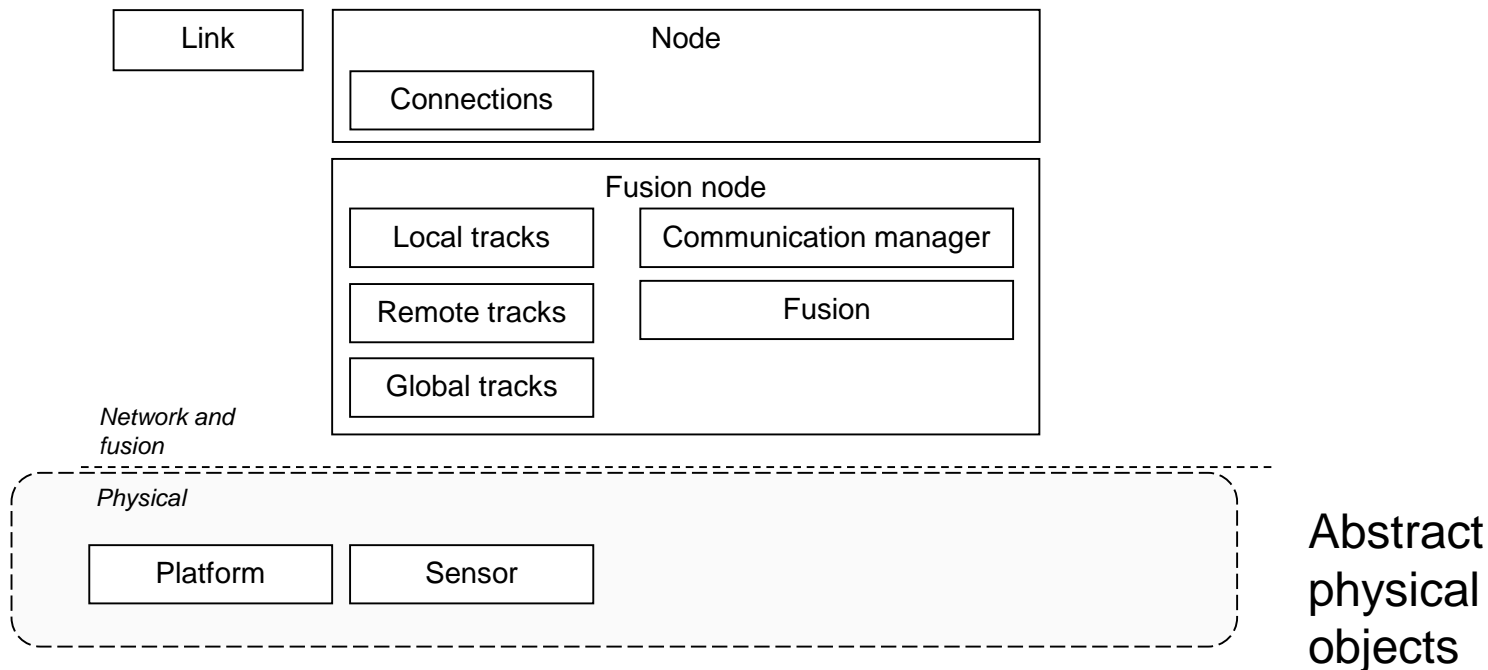 Link
Node
Connections
Fusion node
Local tracks
Communication manager
Remote tracks
Fusion
Global tracks
Network and
fusion
Physical
Platform
Sensor
Abstract
physical
objects